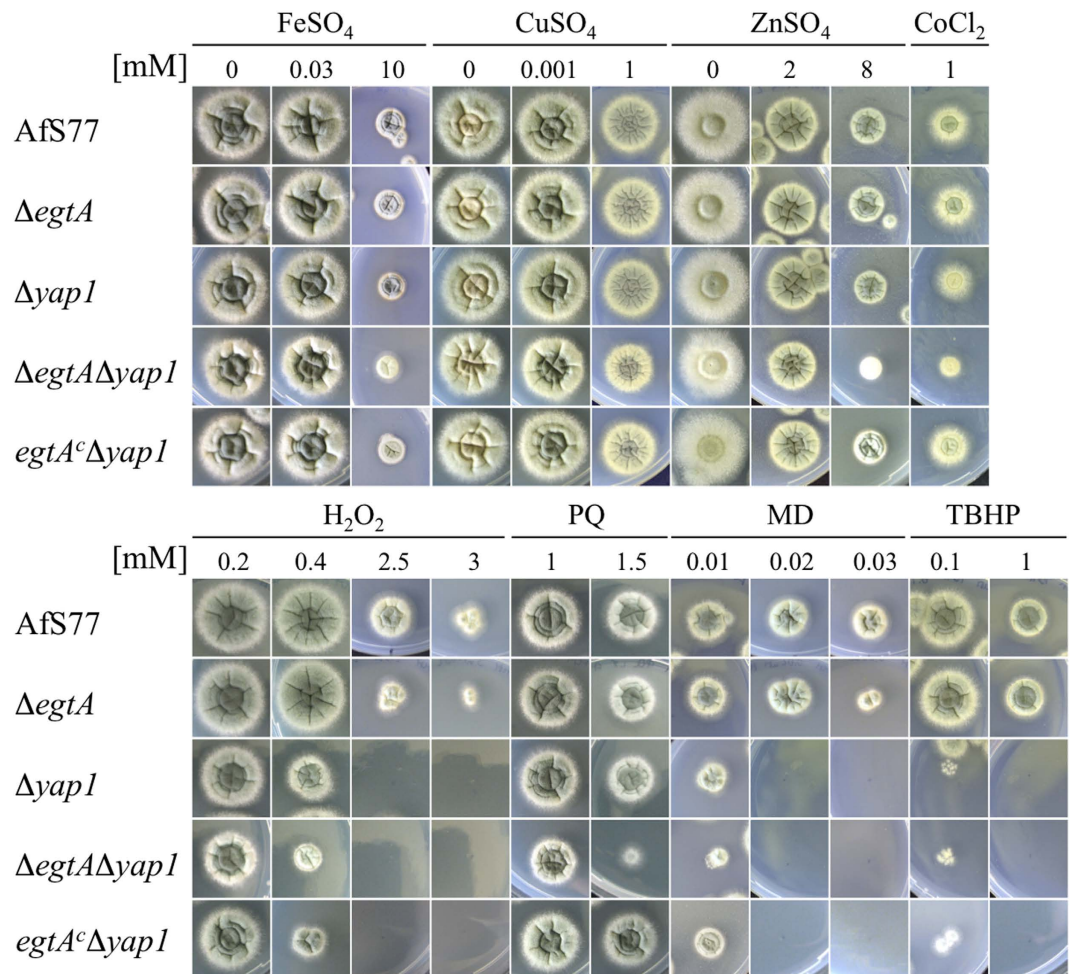 FeSO₄ CuSO₄ ZnSO₄ CoCl₂
[mM] 0 0.03 10 0 0.001 1 0 2 8 1
AfS77
ΔegtA
Δyap1
ΔegtAΔyap1
egtAᶜΔyap1
H₂O₂ PQ MD TBHP
[mM] 0.2 0.4 2.5 3 1 1.5 0.01 0.02 0.03 0.1 1
AfS77
ΔegtA
Δyap1
ΔegtAΔyap1
egtAᶜΔyap1